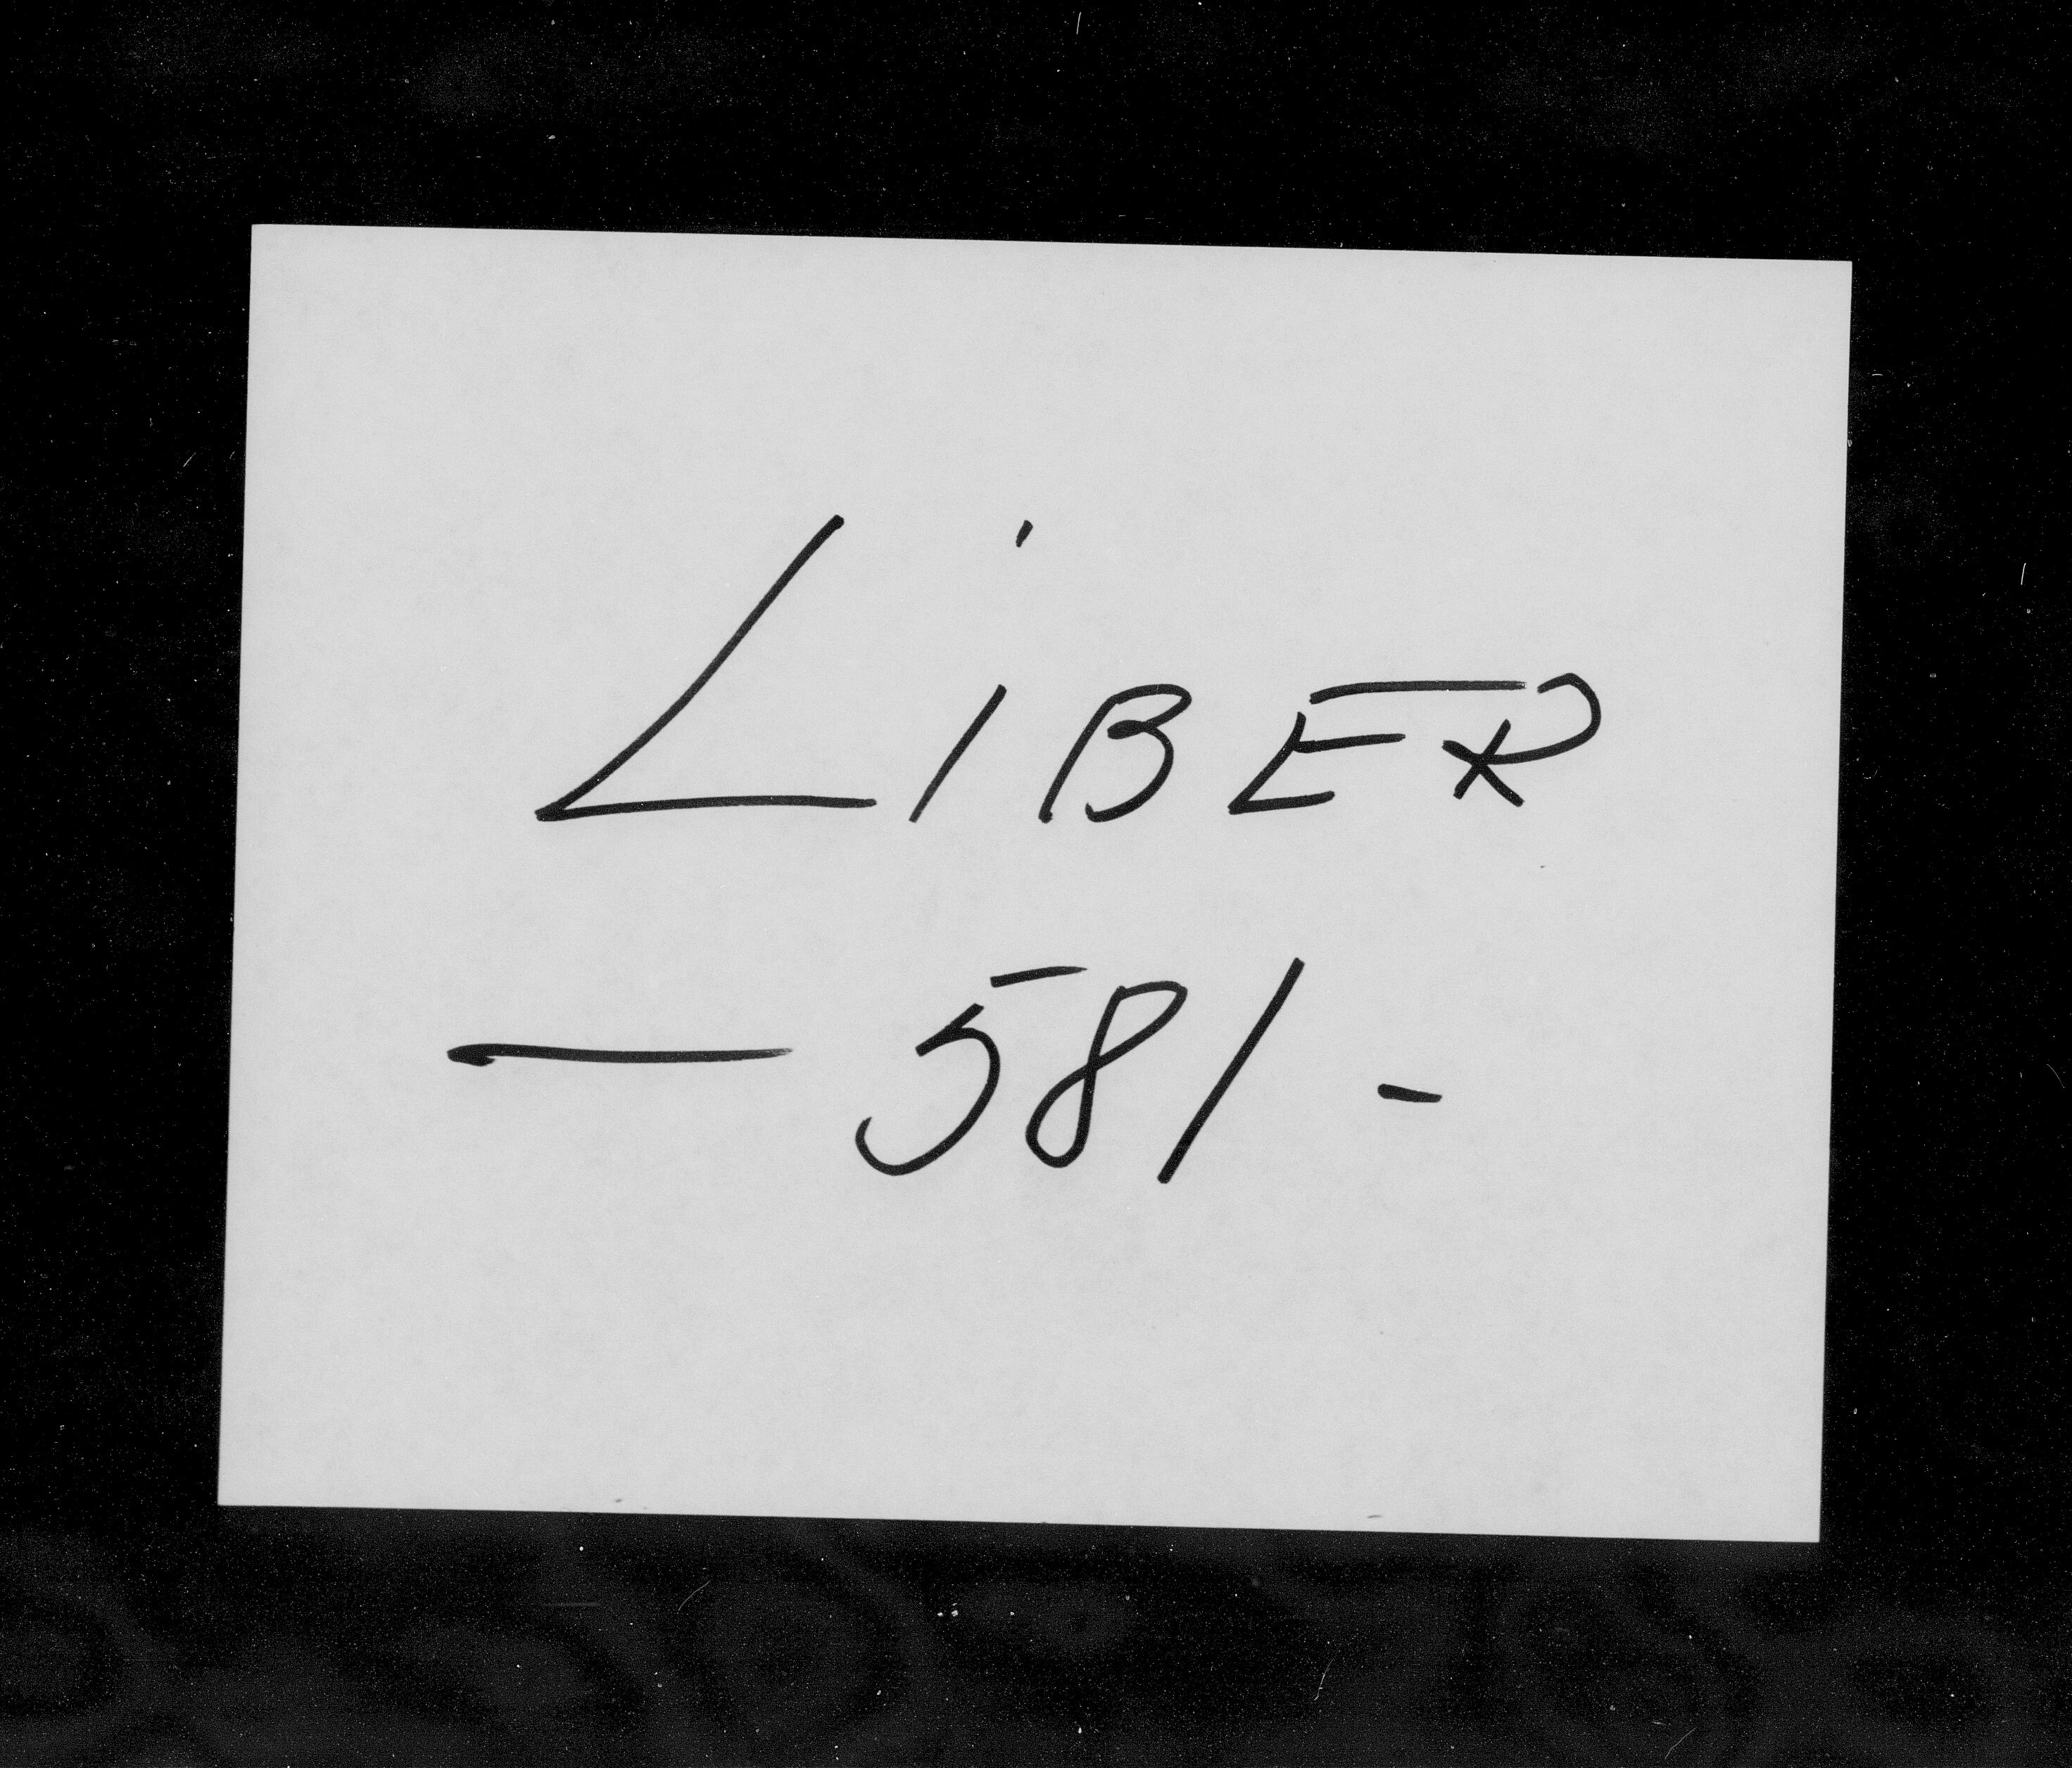 LiBER
— 581 -